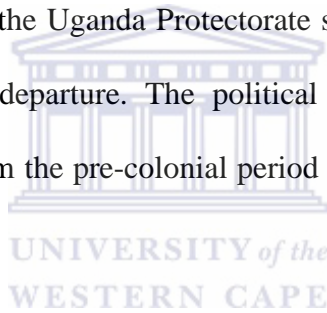 the Uganda Protectorate s
departure. The political
m the pre-colonial period
UNIVERSITY of the
WESTERN CAPE